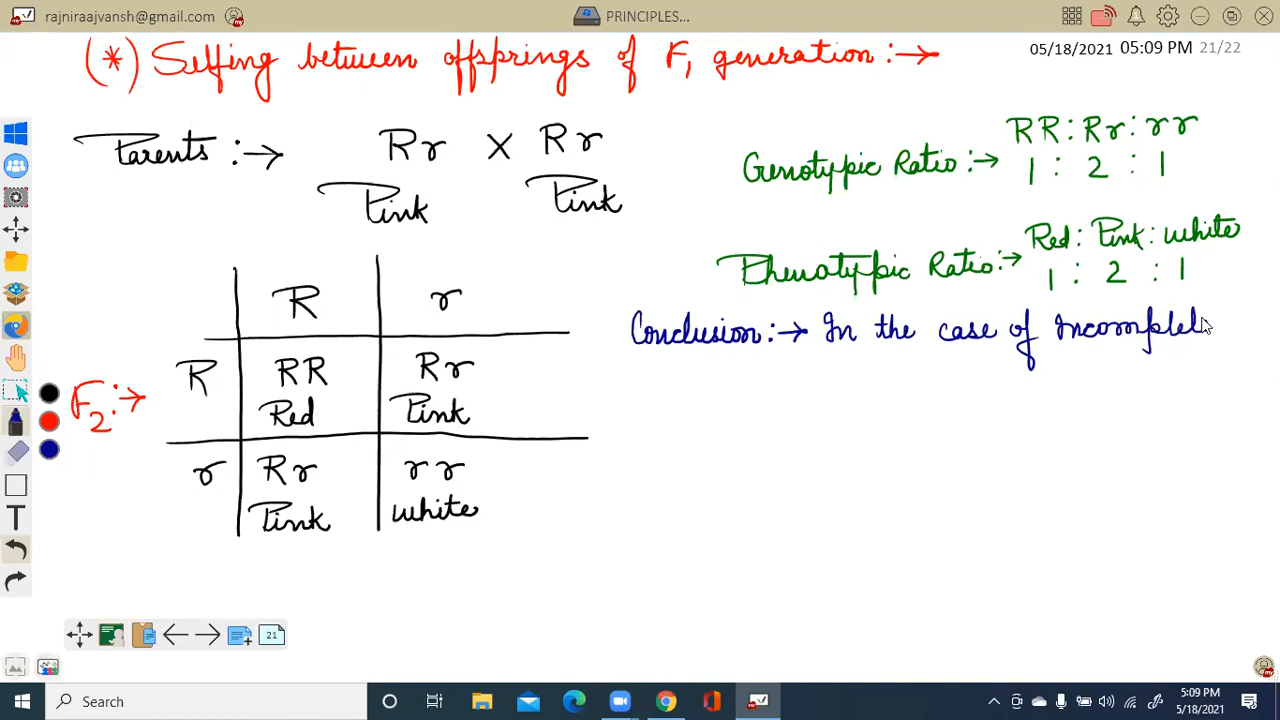 rajniraajvansh@gmail.com
PRINCIPLES...
05/18/2021 05:09 PM 21/22
(*) Selfing between offsprings of F1 generation :→
Parents :→ Rr × Rr
Pink Pink
RR : Rr : rr
Genotypic Ratio :→ 1 : 2 : 1
Red : Pink : white
Phenotypic Ratio :→ 1 : 2 : 1
Conclusion :→ In the case of Incomplet
R r
F2 :→
R RR Rr
Red Pink
r Rr rr
Pink white
T
21
Search
5:09 PM
5/18/2021